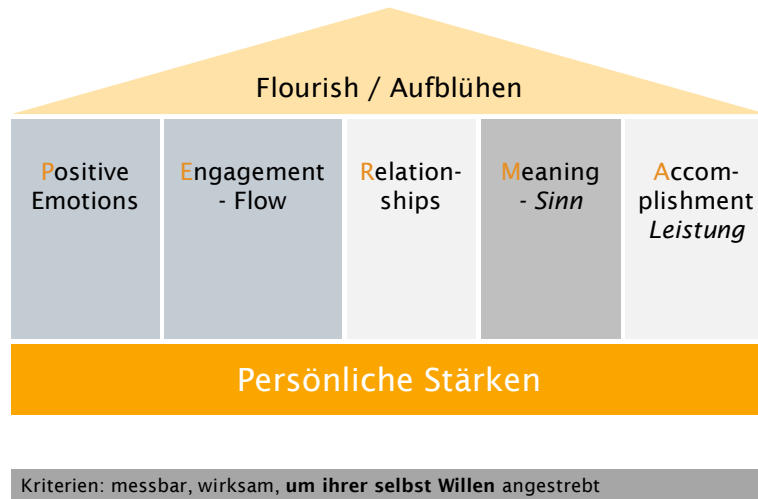 Flourish / Aufblühen
Positive
Emotions
Engagement
- Flow
Relation-
ships
Meaning
- Sinn
Accom-
plishment
Leistung
Persönliche Stärken
Kriterien: messbar, wirksam, um ihrer selbst Willen angestrebt